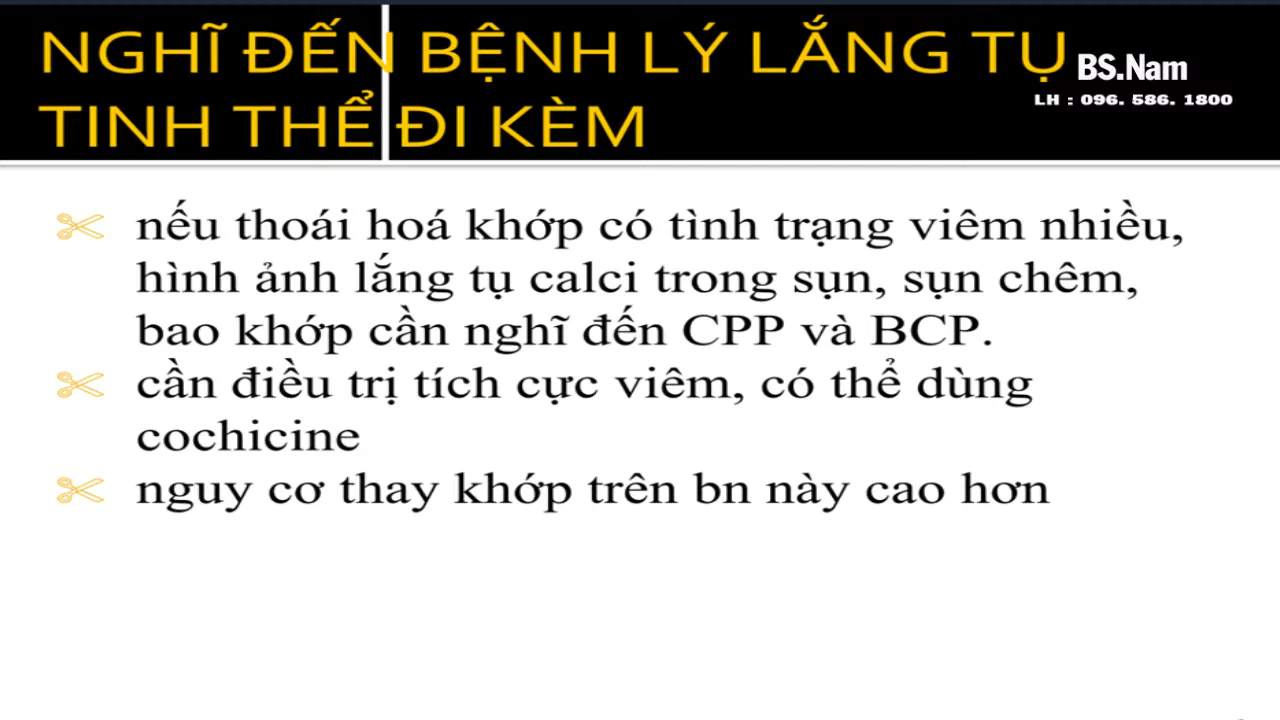 NGHĨ ĐẾN BỆNH LÝ LẮNG TỤ
TINH THỂ ĐI KÈM
BS.Nam
LH : 096. 586. 1800
nếu thoái hoá khớp có tình trạng viêm nhiều,
hình ảnh lắng tụ calci trong sụn, sụn chêm,
bao khớp cần nghĩ đến CPP và BCP.
cần điều trị tích cực viêm, có thể dùng
cochicine
nguy cơ thay khớp trên bn này cao hơn